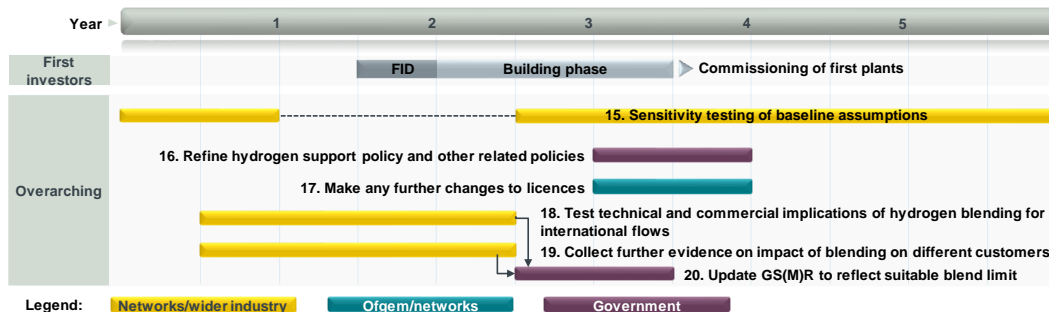 Year 1 2 3 4 5
First
investors
FID Building phase Commissioning of first plants
Overarching
15. Sensitivity testing of baseline assumptions
16. Refine hydrogen support policy and other related policies
17. Make any further changes to licences
18. Test technical and commercial implications of hydrogen blending for
international flows
19. Collect further evidence on impact of blending on different customers
20. Update GS(M)R to reflect suitable blend limit
Legend: Networks/wider industry Ofgem/networks Government